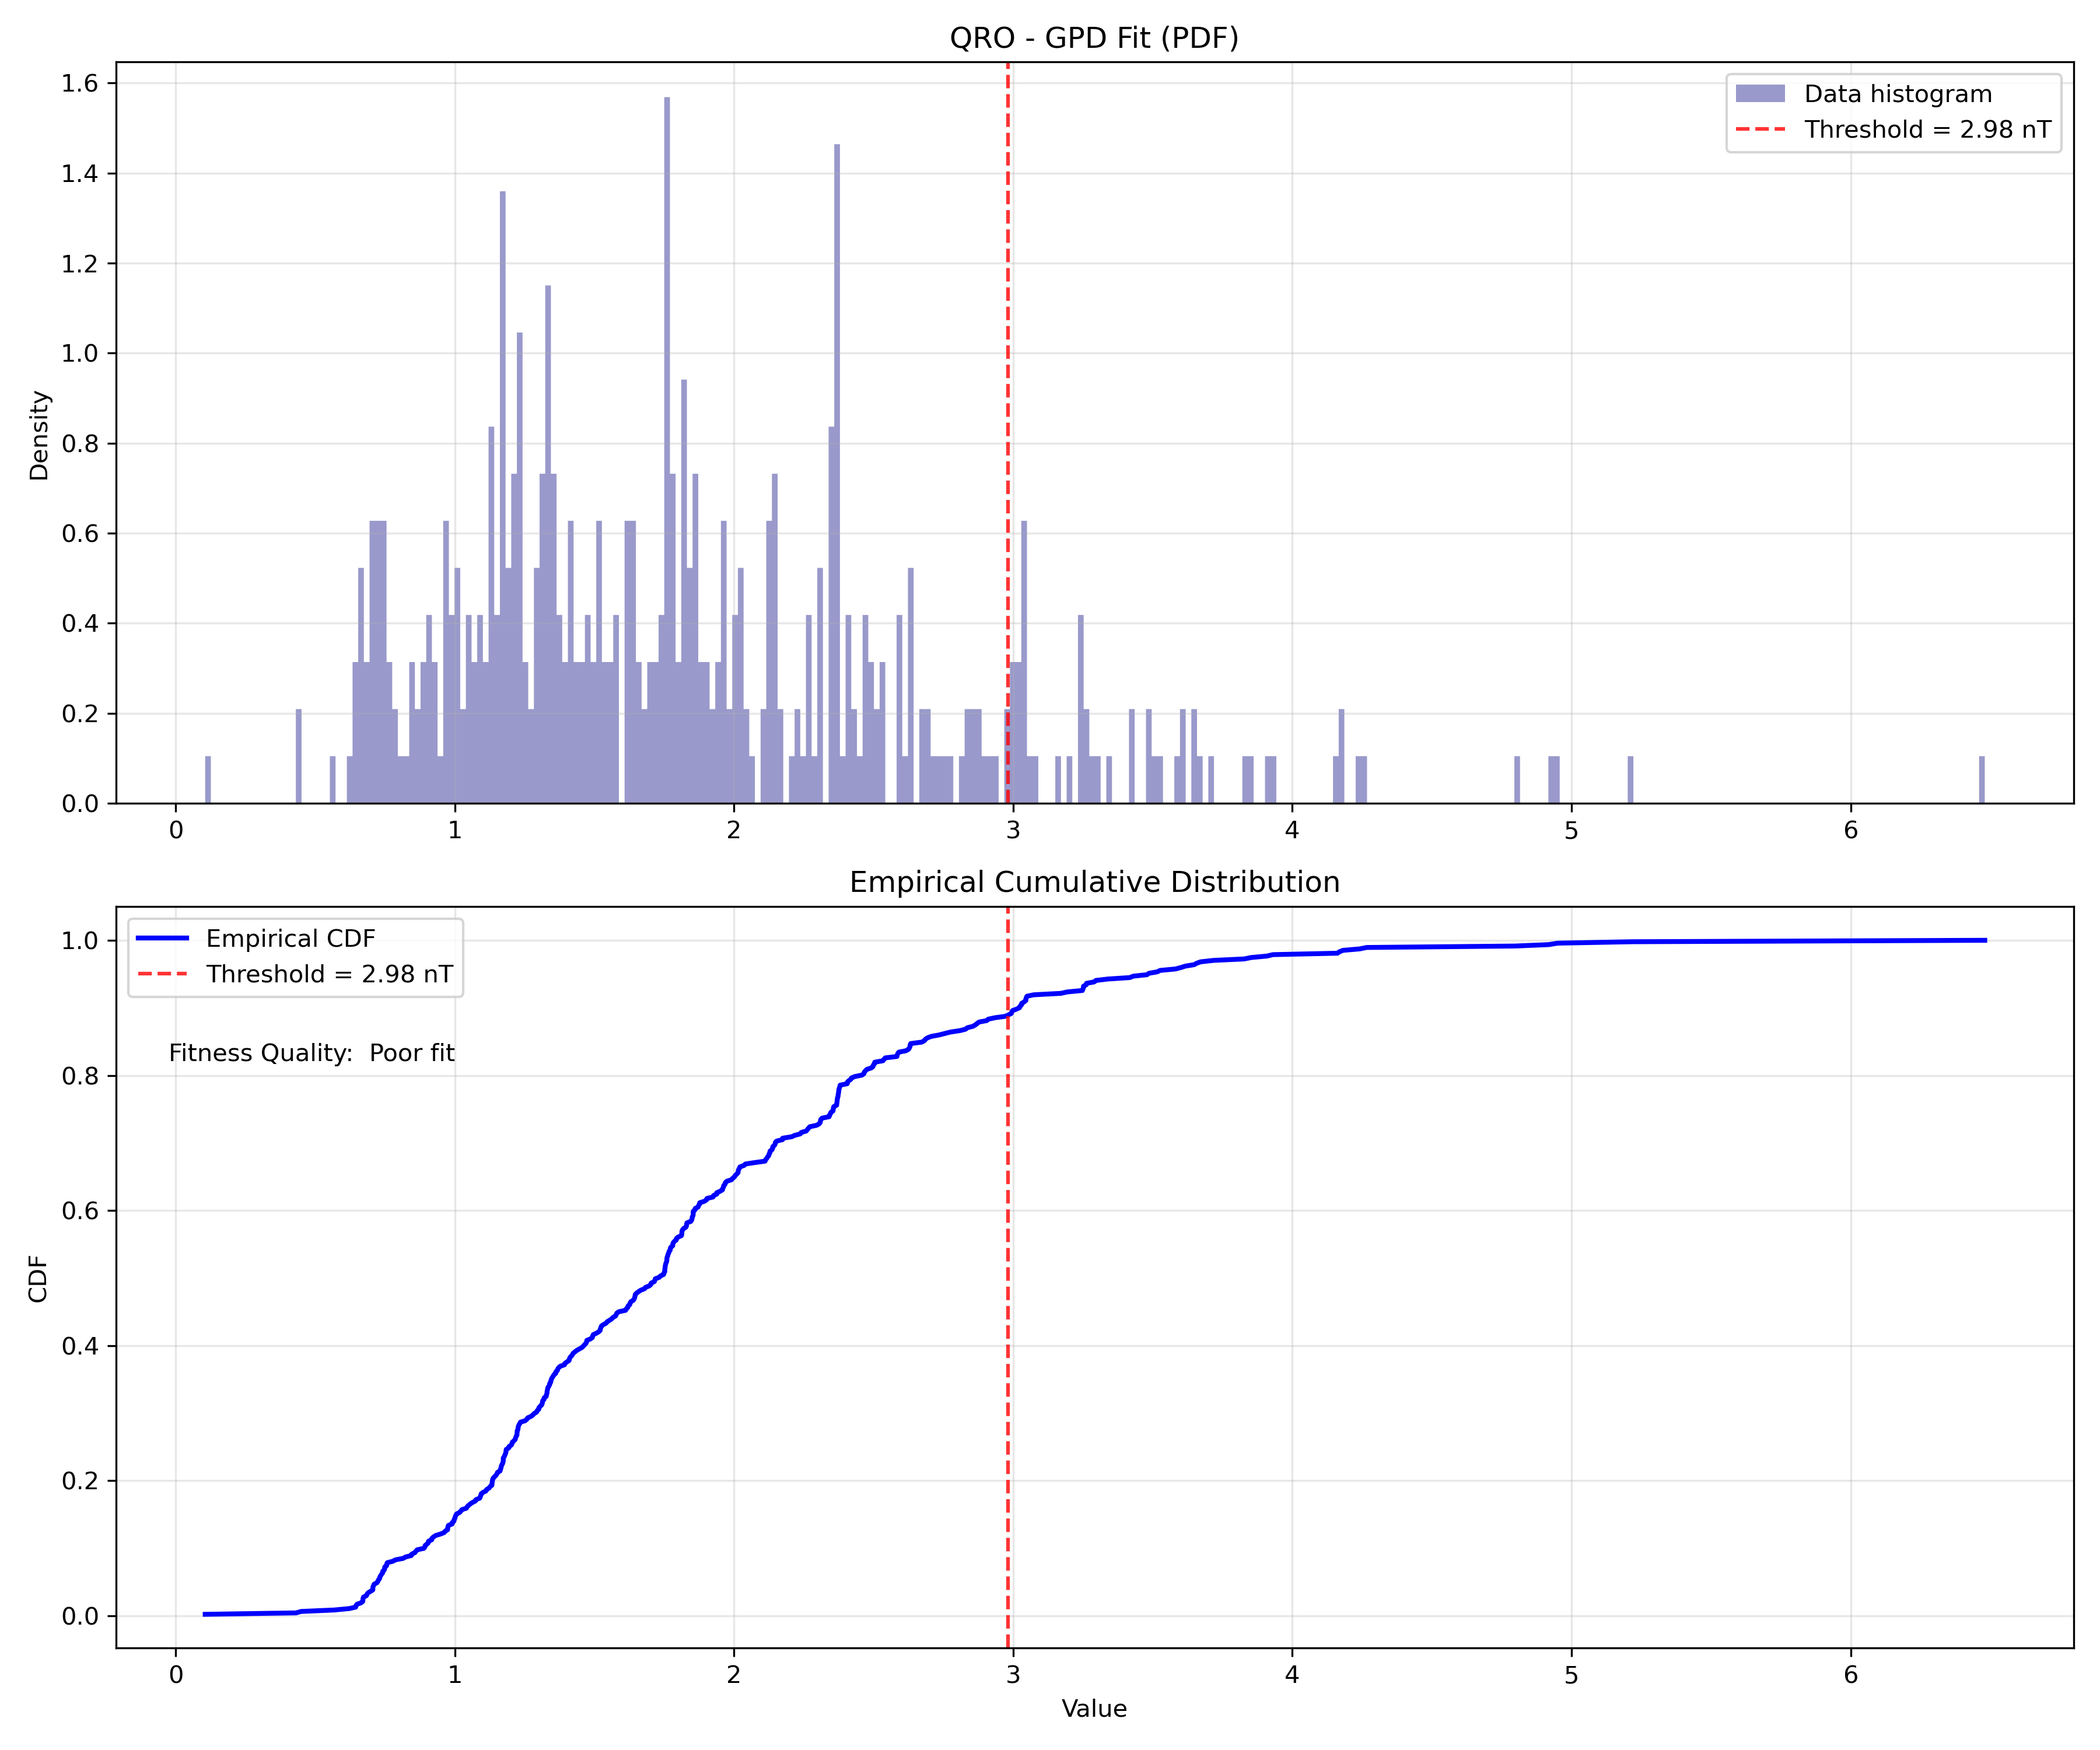 QRO - GPD Fit (PDF)
Density
1.6
1.4
1.2
1.0
0.8
0.6
0.4
0.2
0.0
Data histogram
Threshold = 2.98 nT
0 1 2 3 4 5 6
Empirical Cumulative Distribution
CDF
1.0
0.8
0.6
0.4
0.2
0.0
Empirical CDF
Threshold = 2.98 nT
Fitness Quality: Poor fit
0 1 2 3 4 5 6
Value